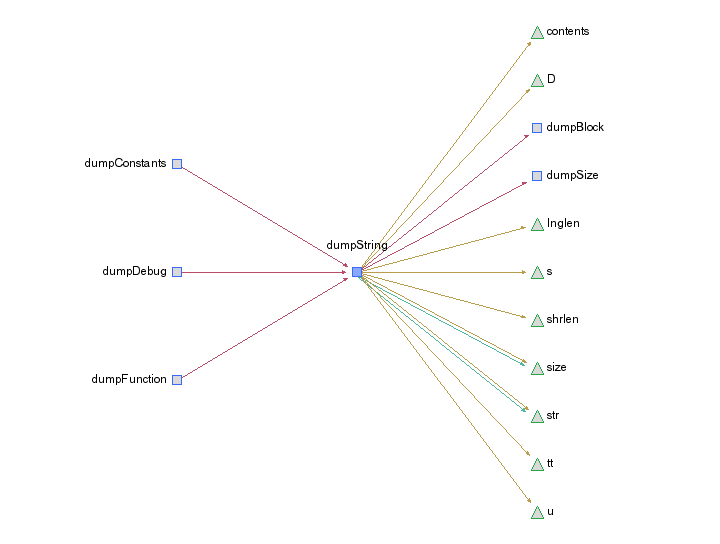 contents
D
dumpBlock
dumpConstants
dumpSize
lnglen
dumpString
dumpDebug
s
shrlen
size
dumpFunction
str
tt
u